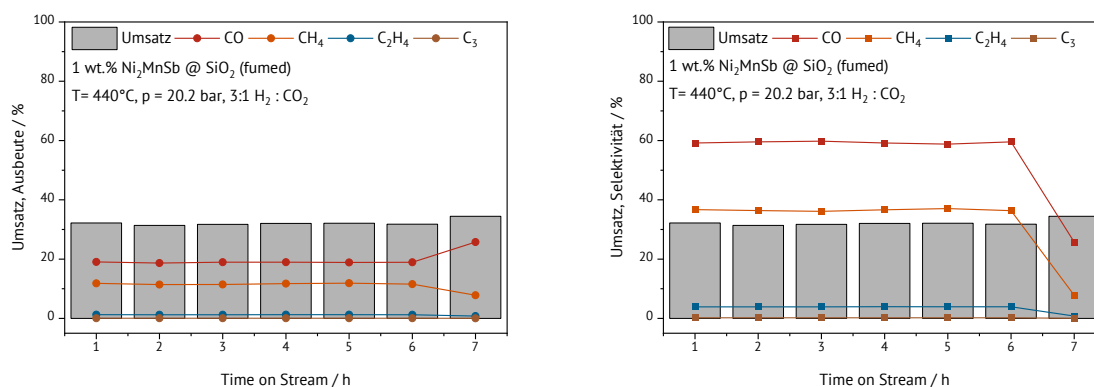 100
80
60
40
20
0
Umsatz, Ausbeute / %
Umsatz CO CH₄ C₂H₄ C₃
1 wt.% Ni₂MnSb @ SiO₂ (fumed)
T= 440°C, p = 20.2 bar, 3:1 H₂ : CO₂
1 2 3 4 5 6 7
Time on Stream / h
100
80
60
40
20
0
Umsatz, Selektivität / %
Umsatz CO CH₄ C₂H₄ C₃
1 wt.% Ni₂MnSb @ SiO₂ (fumed)
T= 440°C, p = 20.2 bar, 3:1 H₂ : CO₂
1 2 3 4 5 6 7
Time on Stream / h